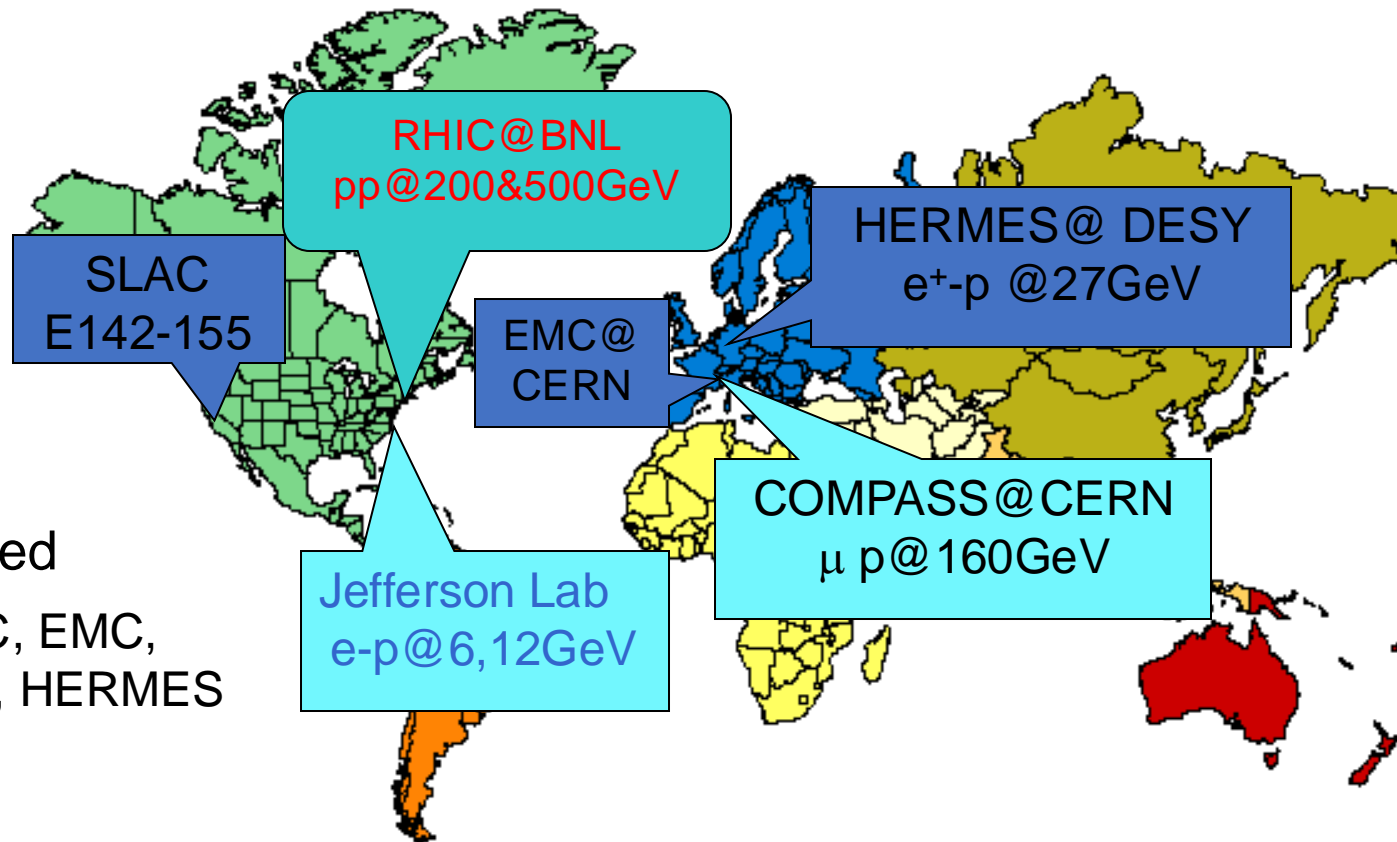 RHIC@BNL
pp@200&500GeV
HERMES@ DESY
e⁺-p @27GeV
SLAC
E142-155
EMC@
CERN
COMPASS@CERN
μ p@160GeV
Jefferson Lab
e-p@6,12GeV
ed
, EMC,
, HERMES